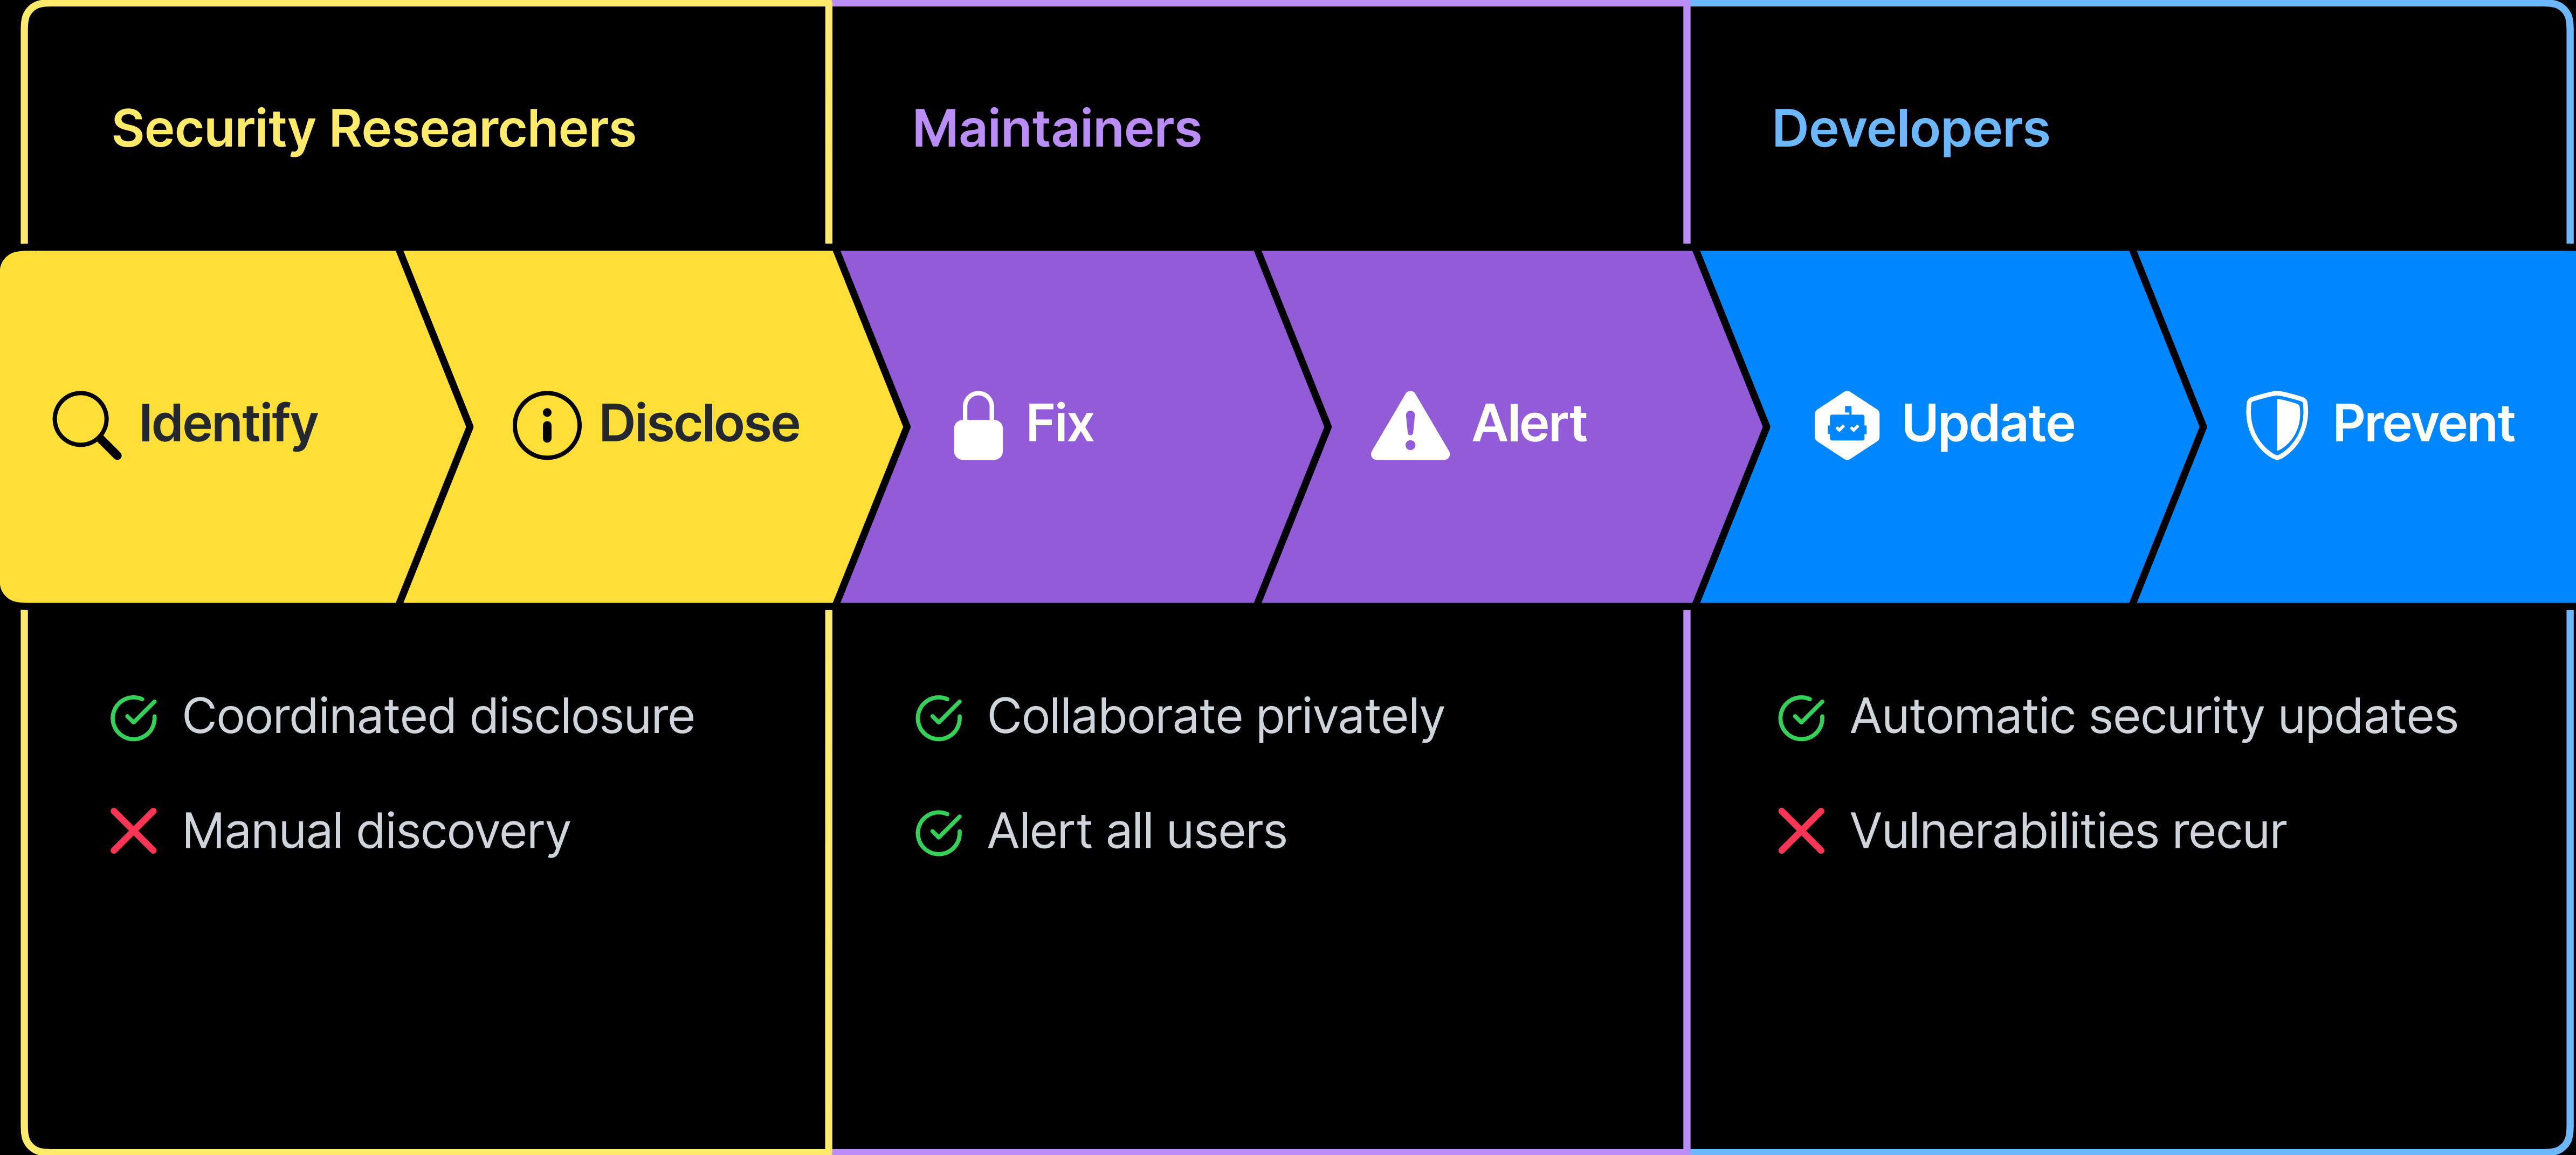 Security Researchers
Maintainers
Developers
Identify
Disclose
Fix
Alert
Update
Prevent
Coordinated disclosure
Manual discovery
Collaborate privately
Alert all users
Automatic security updates
Vulnerabilities recur